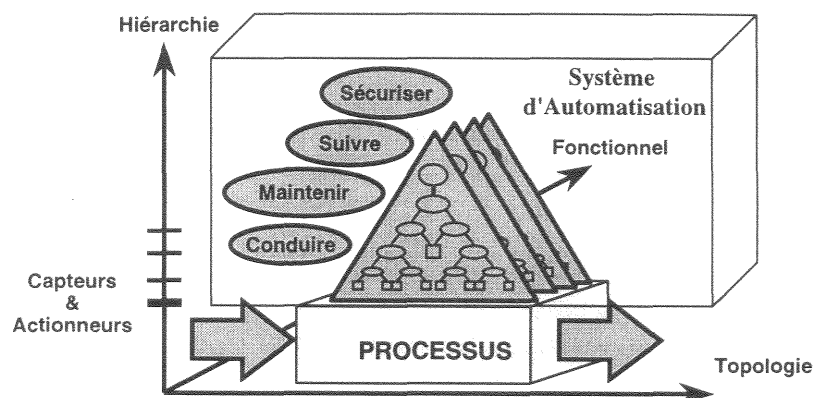 Hiérarchie
Sécuriser
Système
d'Automatisation
Suivre
Fonctionnel
Maintenir
Conduire
Capteurs
&
Actionneurs
PROCESSUS
Topologie